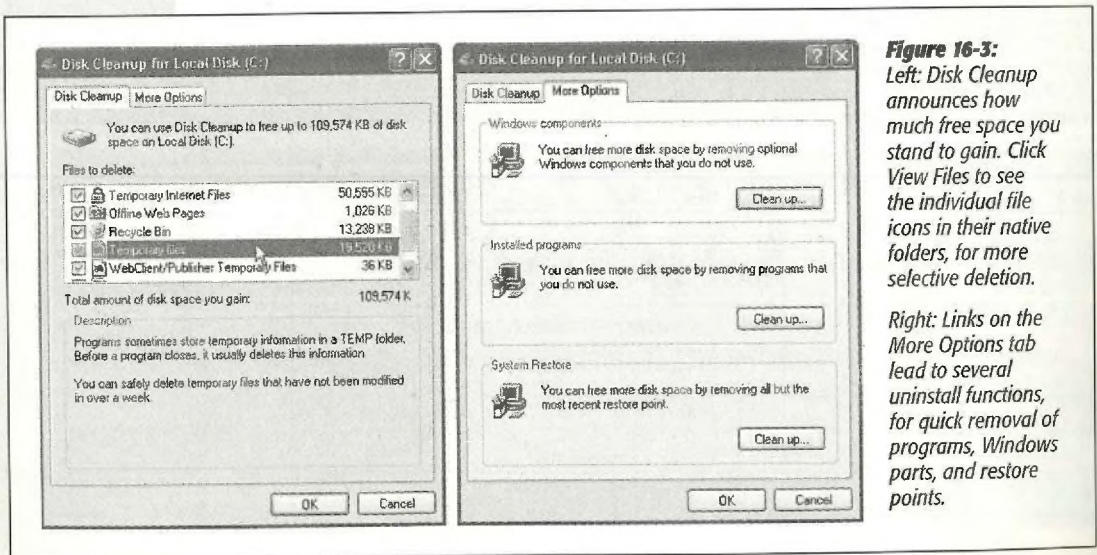 Disk Cleanup for Local Disk (C:)
Disk Cleanup
More Options
You can use Disk Cleanup to free up to 109,574 KB of disk
space on Local Disk (C:).
Files to delete:
Temporary Internet Files 50,555 KB
Offline Web Pages 1,026 KB
Recycle Bin 13,238 KB
Temporary files 19,520 KB
WebClient/Publisher Temporary Files 36 KB
Total amount of disk space you gain: 109,574 K
Description
Programs sometimes store temporary information in a TEMP folder.
Before a program closes, it usually deletes this information
You can safely delete temporary files that have not been modified
in over a week.
OK
Cancel
Disk Cleanup for Local Disk (C:)
Disk Cleanup
More Options
Windows components
You can free more disk space by removing optional
Windows components that you do not use.
Clean up...
Installed programs
You can free more disk space by removing programs that
you do not use.
Clean up...
System Restore
You can free more disk space by removing all but the
most recent restore point.
Clean up...
OK
Cancel
Figure 16-3:
Left: Disk Cleanup
announces how
much free space you
stand to gain. Click
View Files to see
the individual file
icons in their native
folders, for more
selective deletion.
Right: Links on the
More Options tab
lead to several
uninstall functions,
for quick removal of
programs, Windows
parts, and restore
points.